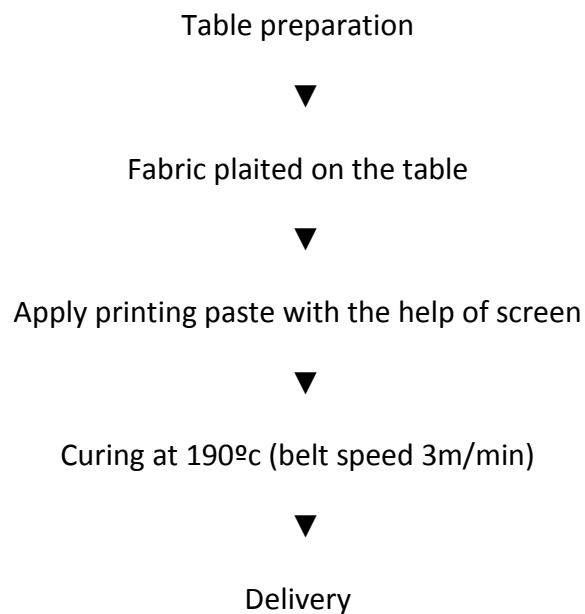 Table preparation
▼
Fabric plaited on the table
▼
Apply printing paste with the help of screen
▼
Curing at 190ºc (belt speed 3m/min)
▼
Delivery